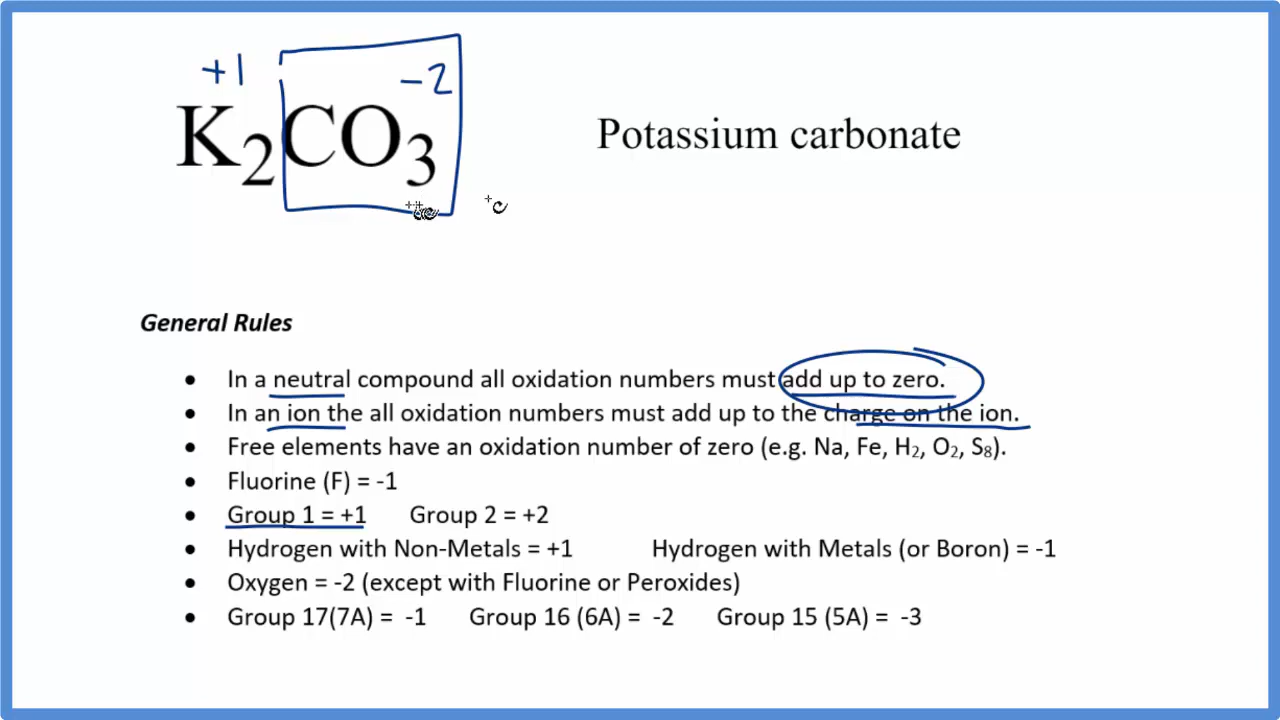 +1 -2
K₂CO₃ Potassium carbonate
General Rules
• In a neutral compound all oxidation numbers must add up to zero.
• In an ion the all oxidation numbers must add up to the charge on the ion.
• Free elements have an oxidation number of zero (e.g. Na, Fe, H₂, O₂, S₈).
• Fluorine (F) = -1
• Group 1 = +1 Group 2 = +2
• Hydrogen with Non-Metals = +1 Hydrogen with Metals (or Boron) = -1
• Oxygen = -2 (except with Fluorine or Peroxides)
• Group 17(7A) = -1 Group 16 (6A) = -2 Group 15 (5A) = -3